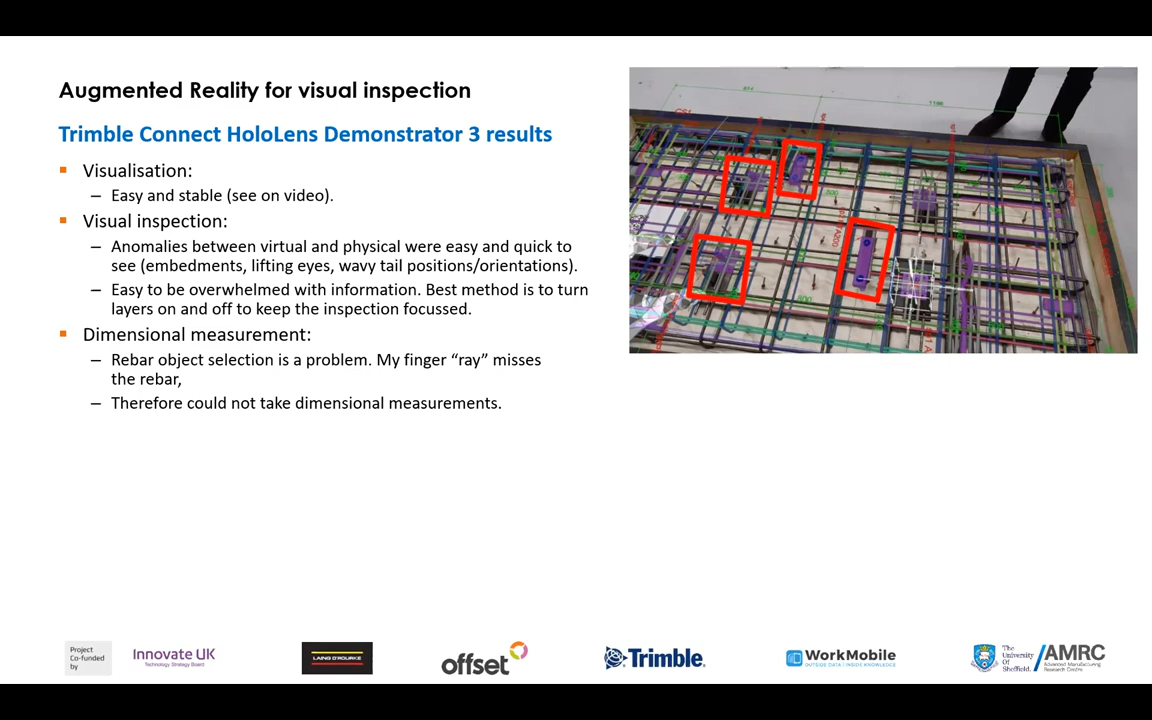 Augmented Reality for visual inspection
Trimble Connect HoloLens Demonstrator 3 results
Visualisation:
– Easy and stable (see on video).
Visual inspection:
– Anomalies between virtual and physical were easy and quick to
see (embedments, lifting eyes, wavy tail positions/orientations).
– Easy to be overwhelmed with information. Best method is to turn
layers on and off to keep the inspection focussed.
Dimensional measurement:
– Rebar object selection is a problem. My finger “ray” misses
the rebar,
– Therefore could not take dimensional measurements.
Project
Co-funded
by
Innovate UK
Technology Strategy Board
LAING O'ROURKE
offset
Trimble.
WorkMobile
OUTSIDE DATA | INSIDE KNOWLEDGE
The
University
Of
Sheffield.
AMRC
Advanced Manufacturing
Research Centre